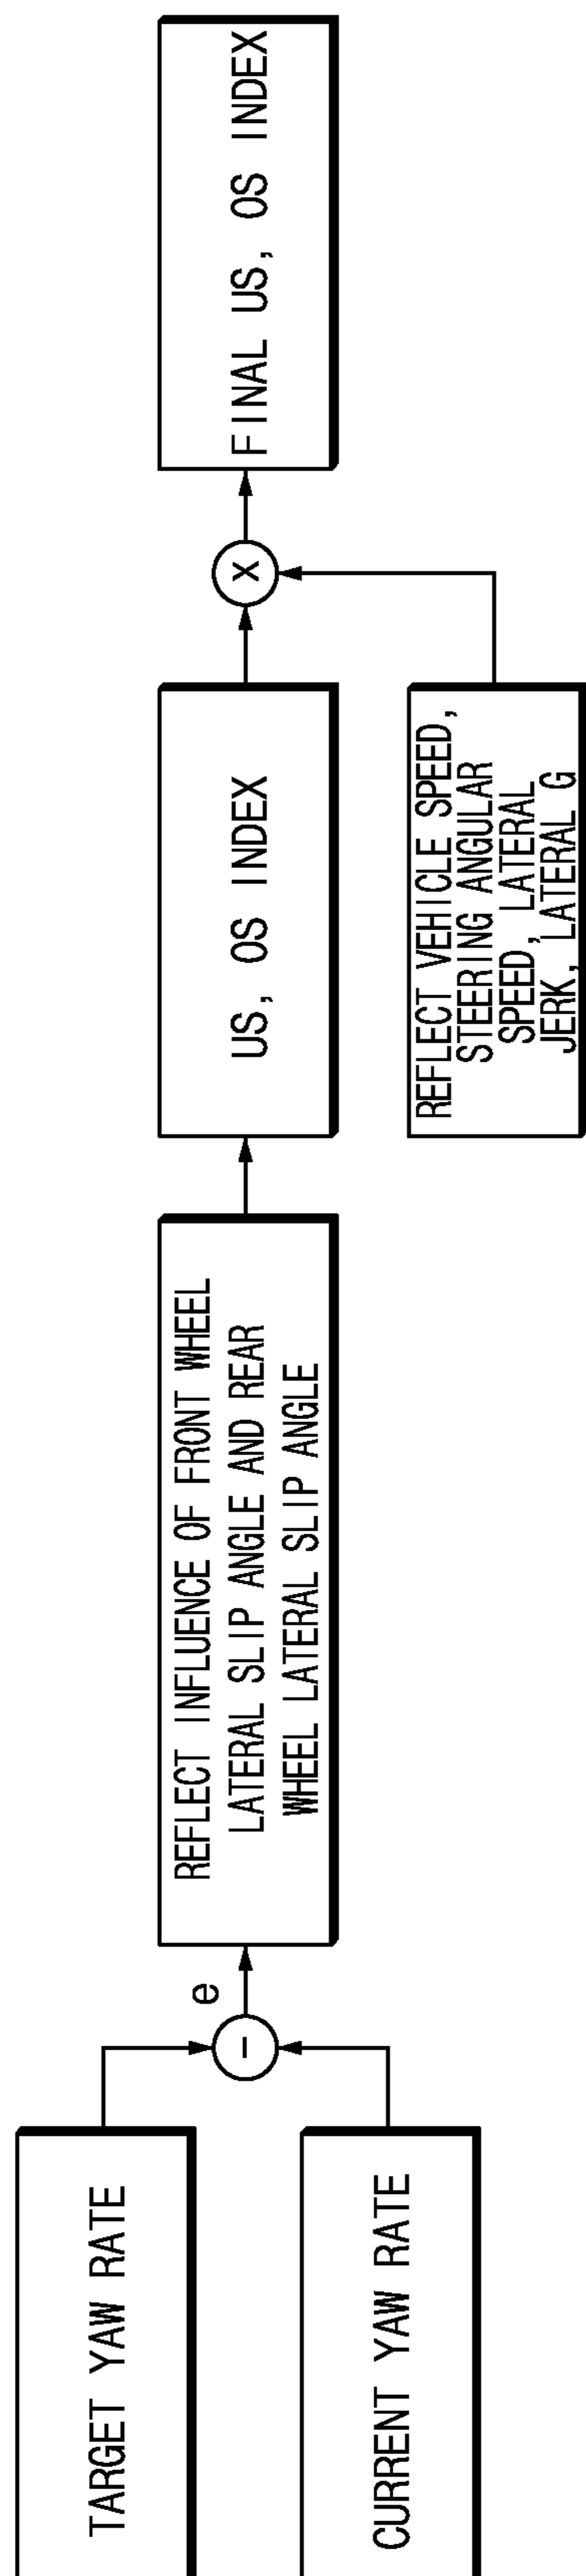 TARGET YAW RATE
CURRENT YAW RATE
−
e
REFLECT INFLUENCE OF FRONT WHEEL
LATERAL SLIP ANGLE AND REAR
WHEEL LATERAL SLIP ANGLE
US, OS INDEX
REFLECT VEHICLE SPEED,
STEERING ANGULAR
SPEED, LATERAL
JERK, LATERAL G
X
FINAL US, OS INDEX